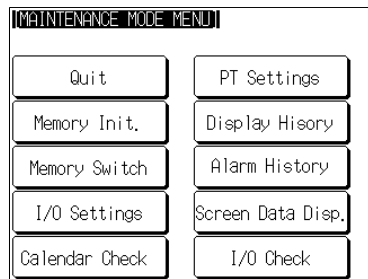 [MAINTENANCE MODE MENU]
Quit
PT Settings
Memory Init.
Display Hisory
Memory Switch
Alarm History
I/O Settings
Screen Data Disp.
Calendar Check
I/O Check